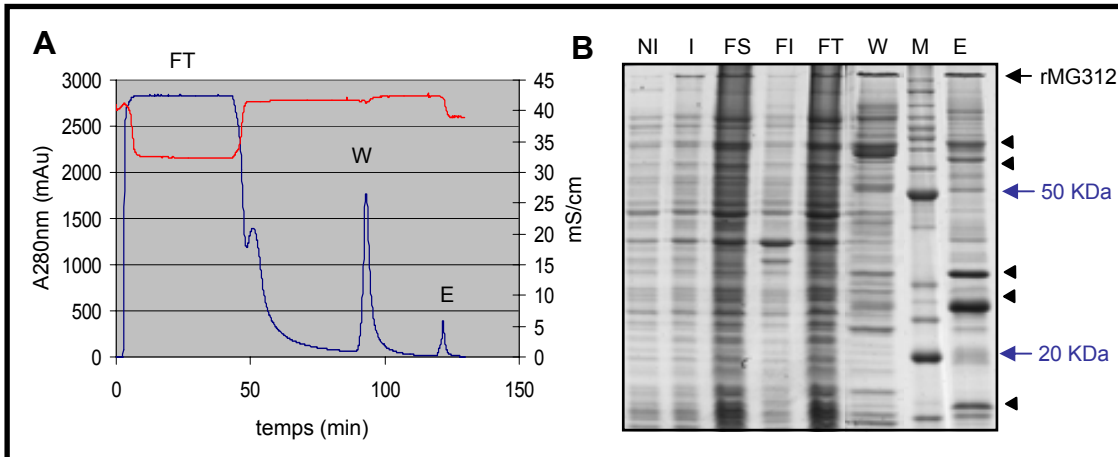 A
FT
3000
2500
2000
1500
1000
500
0
A280nm (mAu)
W
E
45
40
35
30
25
20
15
10
5
0
mS/cm
0 50 100 150
temps (min)
B
NI I FS FI FT W M E
rMG312
50 KDa
20 KDa